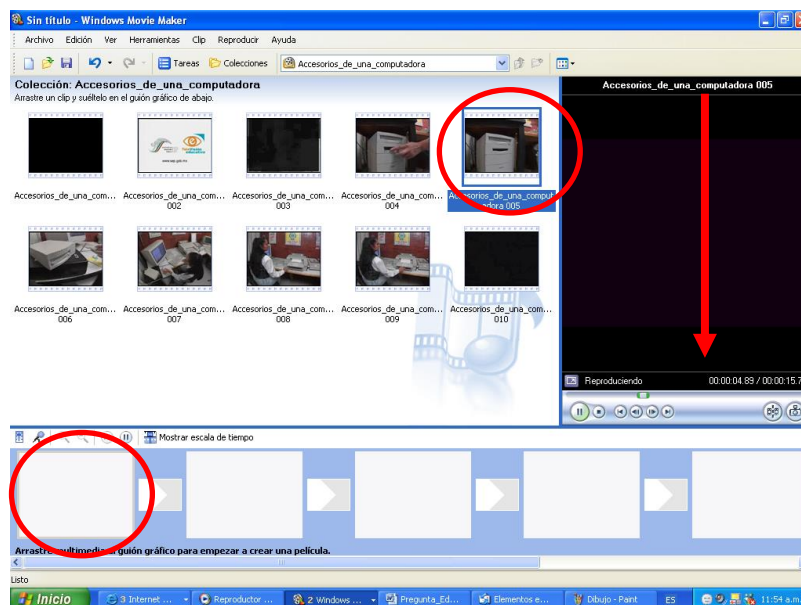 Sin título - Windows Movie Maker
Archivo Edición Ver Herramientas Clip Reproducir Ayuda
Tareas Colecciones Accesorios_de_una_computadora
Colección: Accesorios_de_una_computadora
Arrastre un clip y suéltelo en el guión gráfico de abajo.
Accesorios_de_una_computadora 005
Accesorios_de_una_com...
Accesorios_de_una_com... 002
Accesorios_de_una_com... 003
Accesorios_de_una_com... 004
Accesorios_de_una_comput
adora 005
Accesorios_de_una_com... 006
Accesorios_de_una_com... 007
Accesorios_de_una_com... 008
Accesorios_de_una_com... 009
Accesorios_de_una_com... 010
Reproduciendo 00:00:04.89 / 00:00:15.7
Mostrar escala de tiempo
Arrastre multimedia guión gráfico para empezar a crear una película.
Listo
Inicio 3 Internet ... Reproductor ... 2 Windows ... Pregunta_Ed... Elementos e... Dibujo - Paint ES 11:54 a.m.